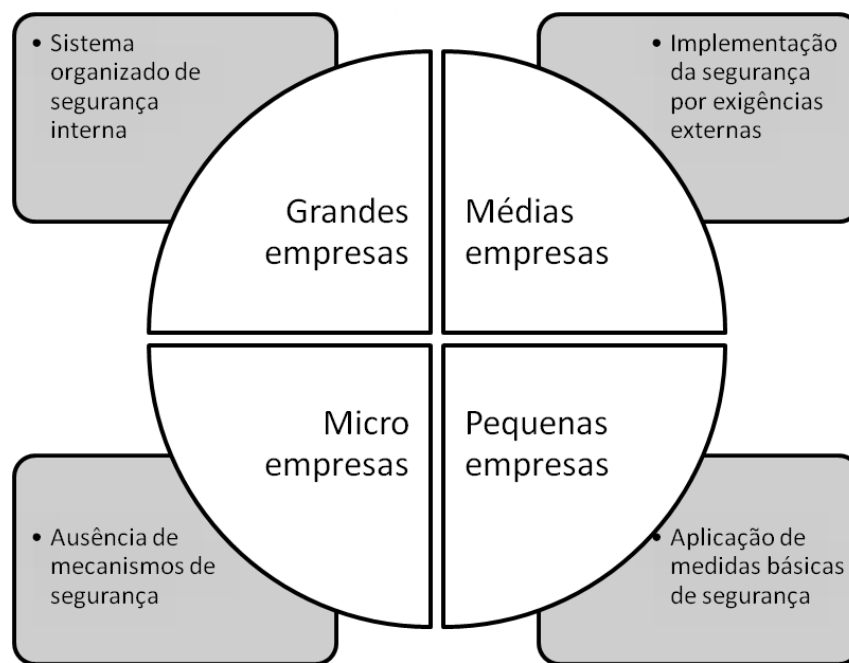 • Sistema
organizado de
segurança
interna
• Implementação
da segurança
por exigências
externas
Grandes
empresas
Médias
empresas
Micro
empresas
Pequenas
empresas
• Ausência de
mecanismos de
segurança
• Aplicação de
medidas básicas
de segurança